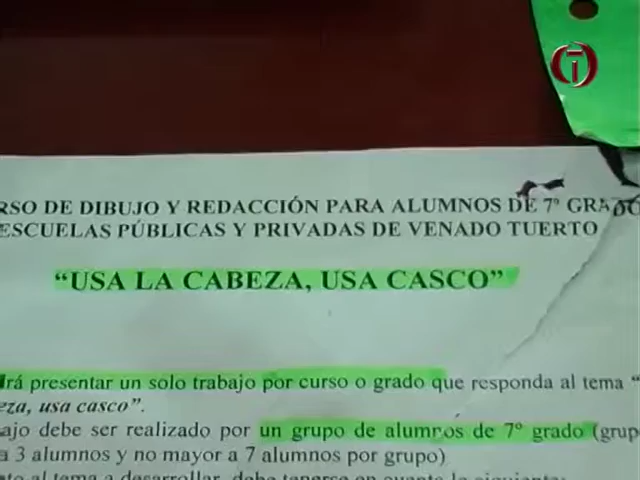 RSO DE DIBUJO Y REDACCIÓN PARA ALUMNOS DE 7º GRADO
ESCUELAS PÚBLICAS Y PRIVADAS DE VENADO TUERTO
“USA LA CABEZA, USA CASCO”
rá presentar un solo trabajo por curso o grado que responda al tema “
eza, usa casco”.
ajo debe ser realizado por un grupo de alumnos de 7º grado (grup
a 3 alumnos y no mayor a 7 alumnos por grupo)